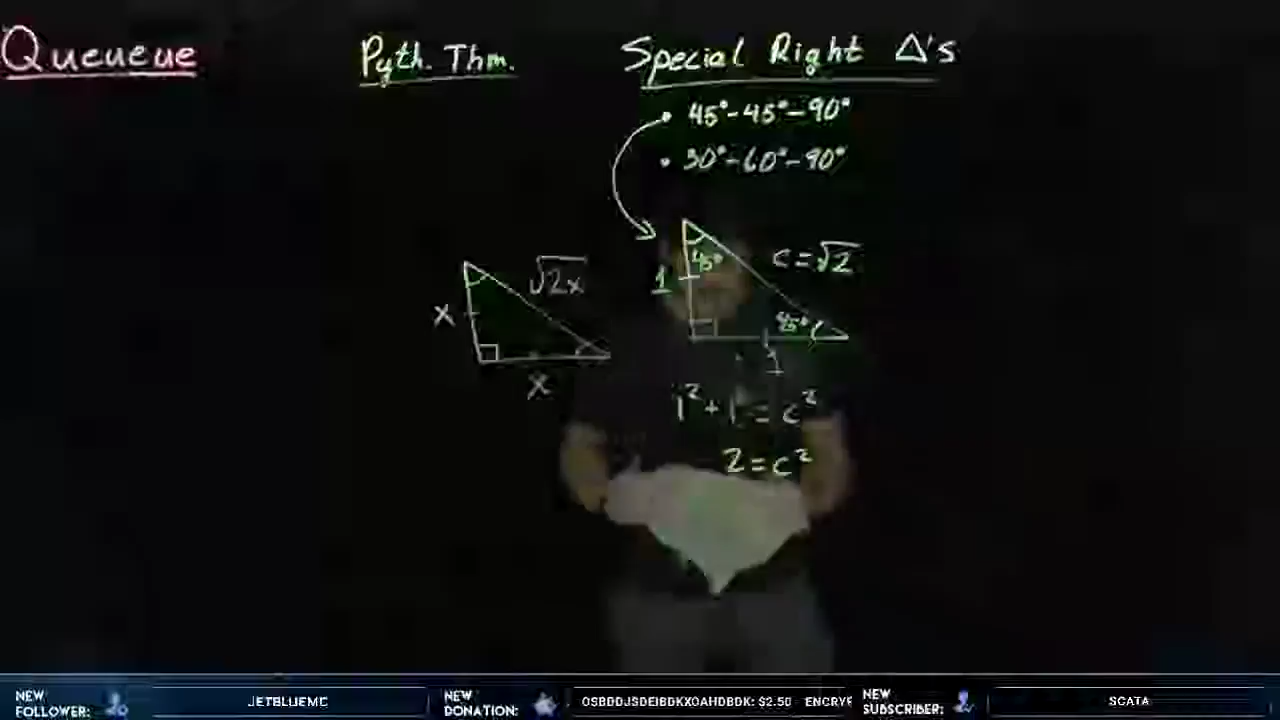 Queueue
Pyth. Thm.
Special Right Δ's
• 45°-45°-90°
• 30°-60°-90°
x
√2x
x
1
45°
c=√2
45°
1
1²+1=c²
2=c²
NEW FOLLOWER:
JETBLUEMC
NEW DONATION:
OSBDDJSDEIBDKXOAHDBDK: $2.50 ENCRYE
NEW SUBSCRIBER:
SCATA